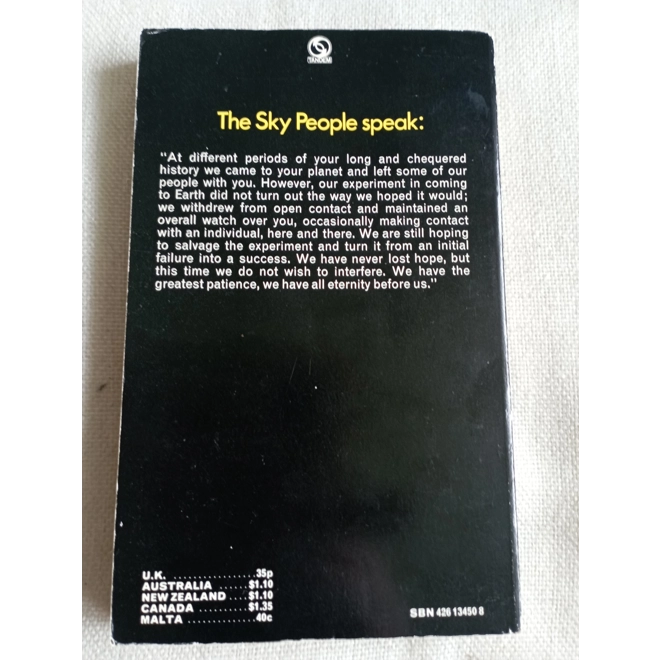 TANDEM
The Sky People speak:
"At different periods of your long and chequered
history we came to your planet and left some of our
people with you. However, our experiment in coming
to Earth did not turn out the way we hoped it would;
we withdrew from open contact and maintained an
overall watch over you, occasionally making contact
with an individual, here and there. We are still hoping
to salvage the experiment and turn it from an initial
failure into a success. We have never lost hope, but
this time we do not wish to interfere. We have the
greatest patience, we have all eternity before us."
U.K. ................35p
AUSTRALIA ......$1.10
NEW ZEALAND ....$1.10
CANADA ..........$1.35
MALTA ..............40c
SBN 426 13450 8